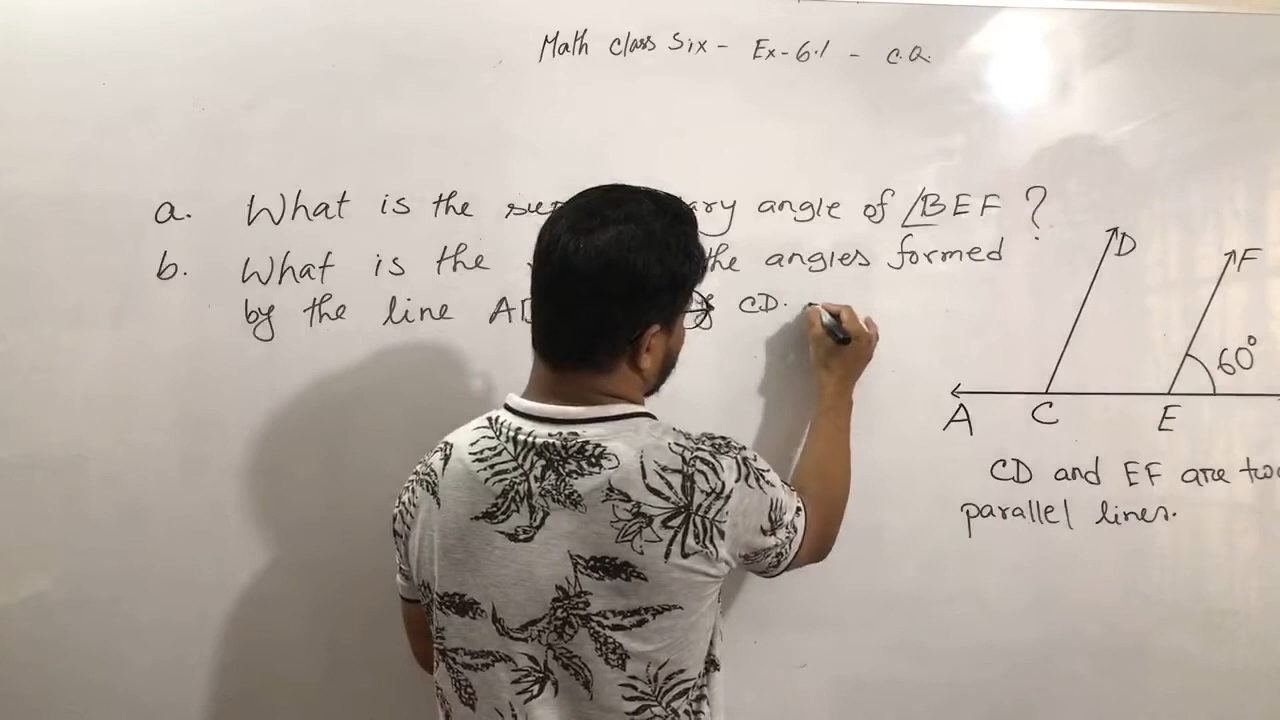 Math Class Six - Ex-6.1 - C.Q.
a. What is the angle of ∠BEF ?
b. What is the the angles formed
by the line CD.
D
F
60°
A C E
CD and EF are two
parallel lines.